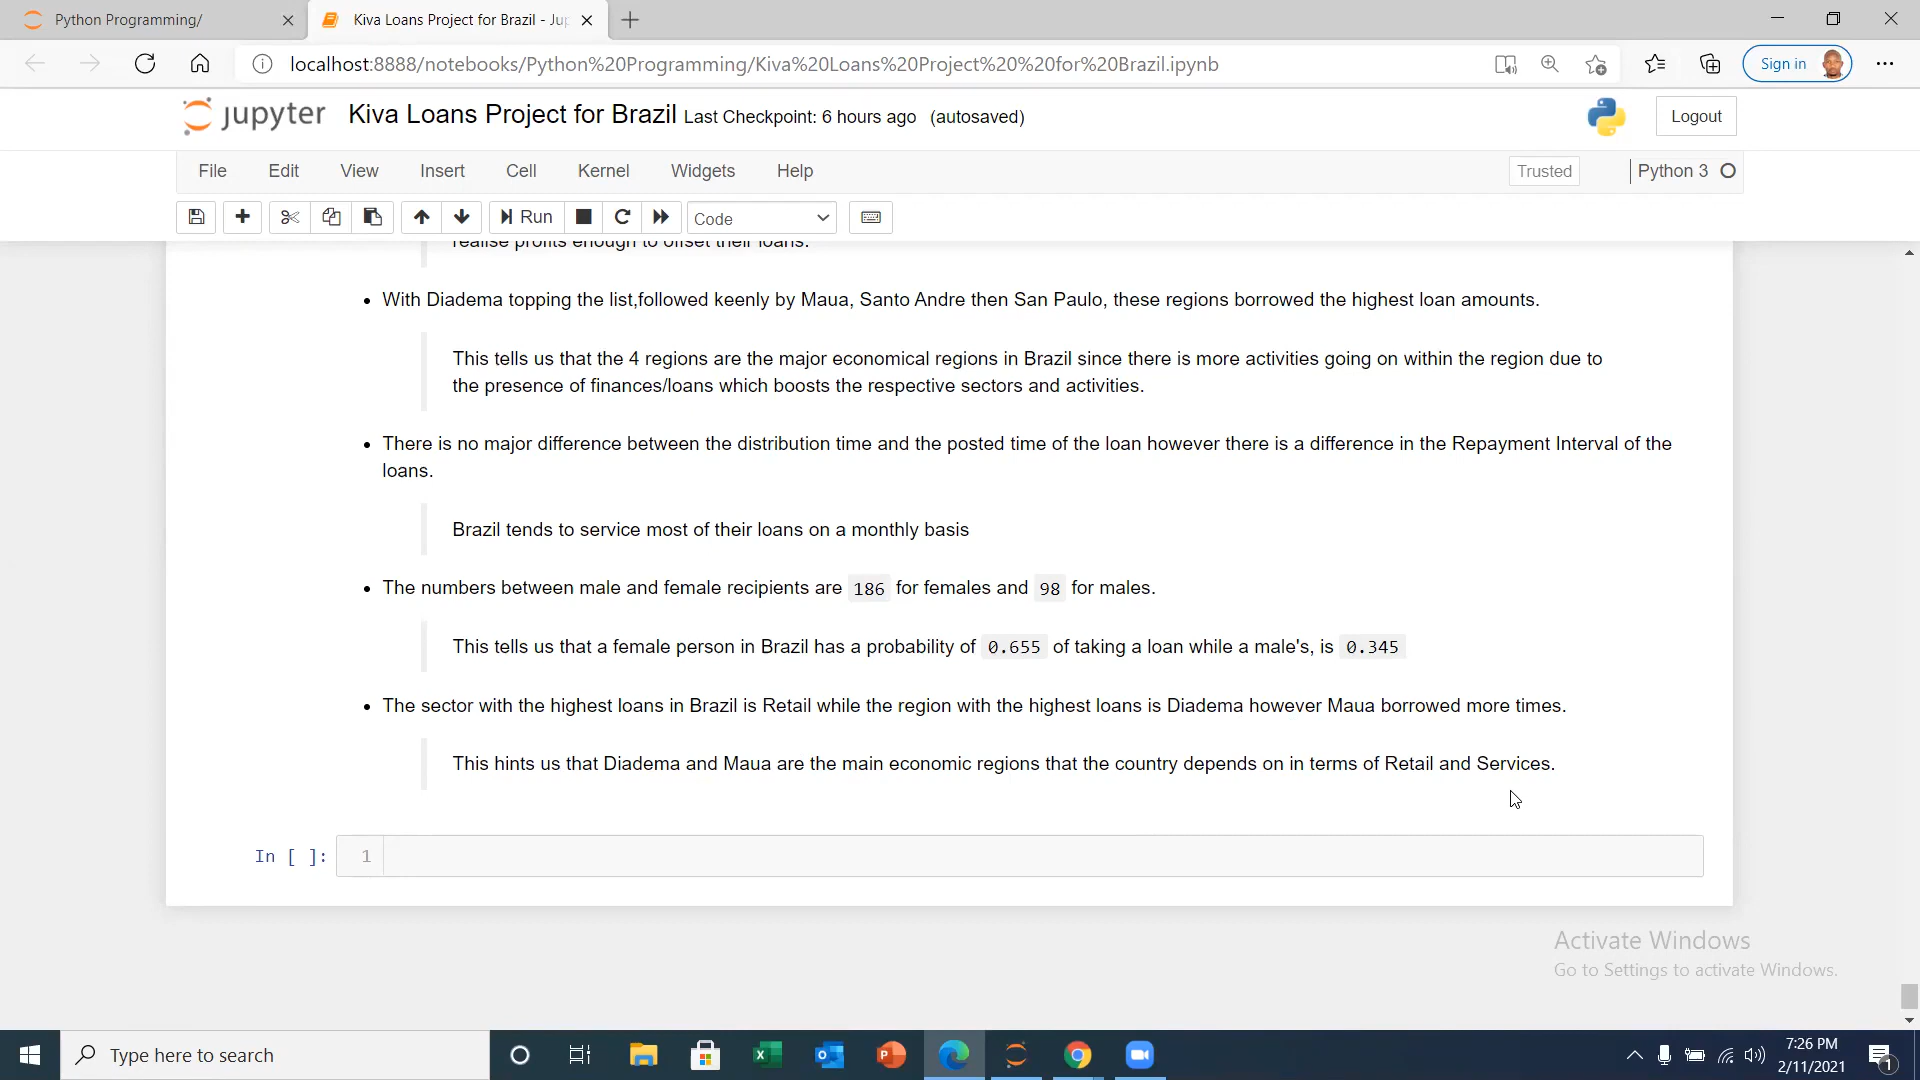 Python Programming/
Kiva Loans Project for Brazil - Jup
localhost:8888/notebooks/Python%20Programming/Kiva%20Loans%20Project%20%20for%20Brazil.ipynb
Sign in
jupyter Kiva Loans Project for Brazil Last Checkpoint: 6 hours ago (autosaved)
Logout
File Edit View Insert Cell Kernel Widgets Help
Trusted
Python 3
Run
Code
realise profits enough to offset their loans.
With Diadema topping the list,followed keenly by Maua, Santo Andre then San Paulo, these regions borrowed the highest loan amounts.
This tells us that the 4 regions are the major economical regions in Brazil since there is more activities going on within the region due to
the presence of finances/loans which boosts the respective sectors and activities.
There is no major difference between the distribution time and the posted time of the loan however there is a difference in the Repayment Interval of the
loans.
Brazil tends to service most of their loans on a monthly basis
The numbers between male and female recipients are 186 for females and 98 for males.
This tells us that a female person in Brazil has a probability of 0.655 of taking a loan while a male's, is 0.345
The sector with the highest loans in Brazil is Retail while the region with the highest loans is Diadema however Maua borrowed more times.
This hints us that Diadema and Maua are the main economic regions that the country depends on in terms of Retail and Services.
In [ ]: 1
Activate Windows
Go to Settings to activate Windows.
Type here to search
7:26 PM
2/11/2021
1